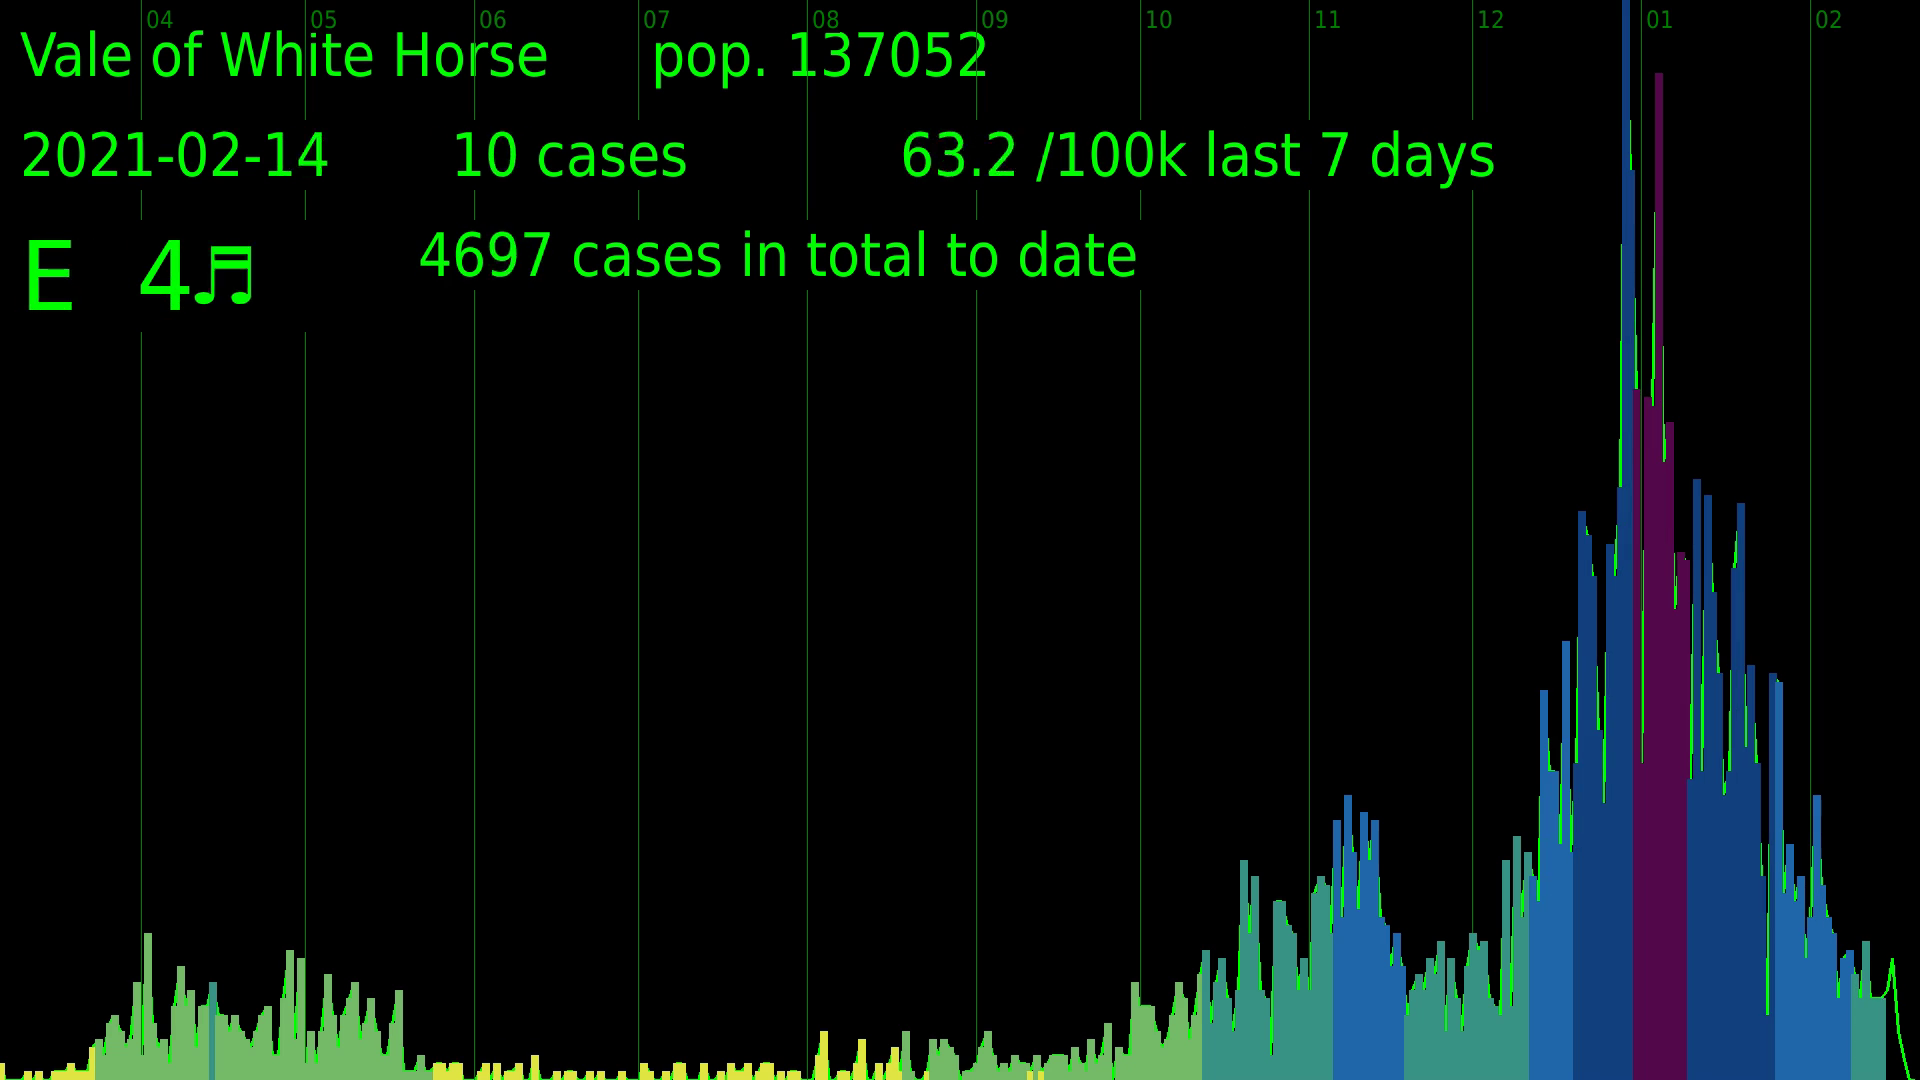 04 05 06 07 08 09 10 11 12 01 02
Vale of White Horse pop. 137052
2021-02-14 10 cases 63.2 /100k last 7 days
E 4♬ 4697 cases in total to date